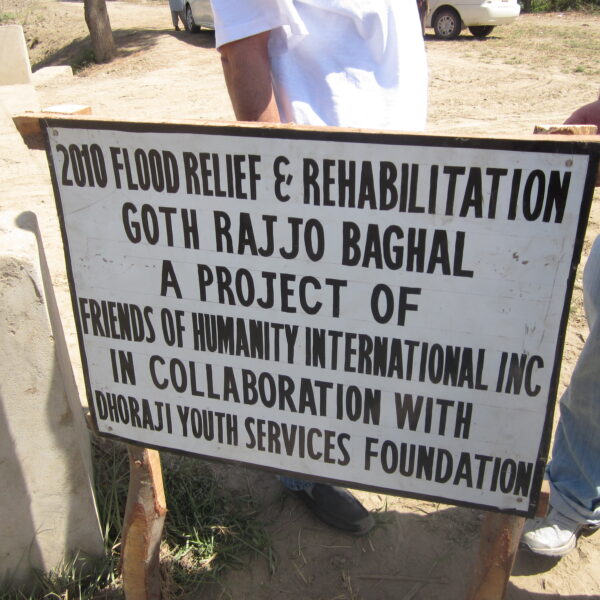 2010 FLOOD RELIEF & REHABILITATION
GOTH RAJJO BAGHAL
A PROJECT OF
FRIENDS OF HUMANITY INTERNATIONAL INC
IN COLLABORATION WITH
DHORAJI YOUTH SERVICES FOUNDATION